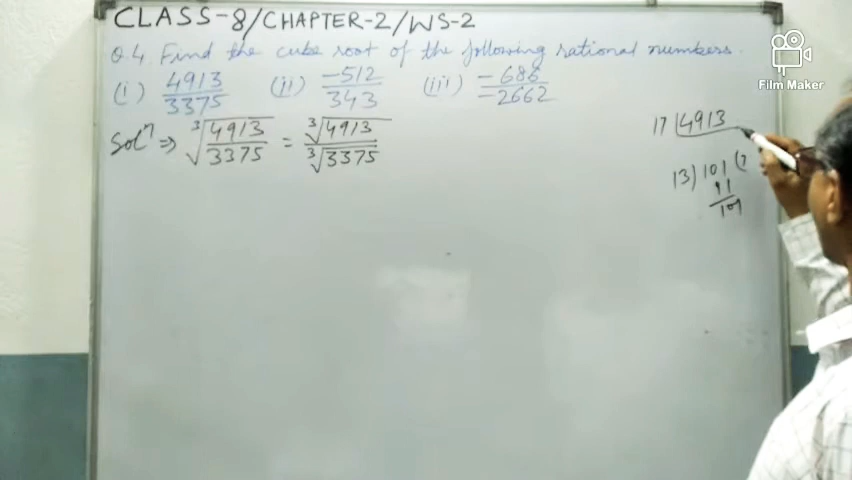 CLASS-8/CHAPTER-2/WS-2
Q.4. Find the cube root of the following rational numbers.
(i) 4913/3375 (ii) -512/343 (iii) -686/-2662
Solⁿ ⇒ ∛(4913/3375) = ∛4913/∛3375
17 | 4913
13) 101 (7
91
101
Film Maker